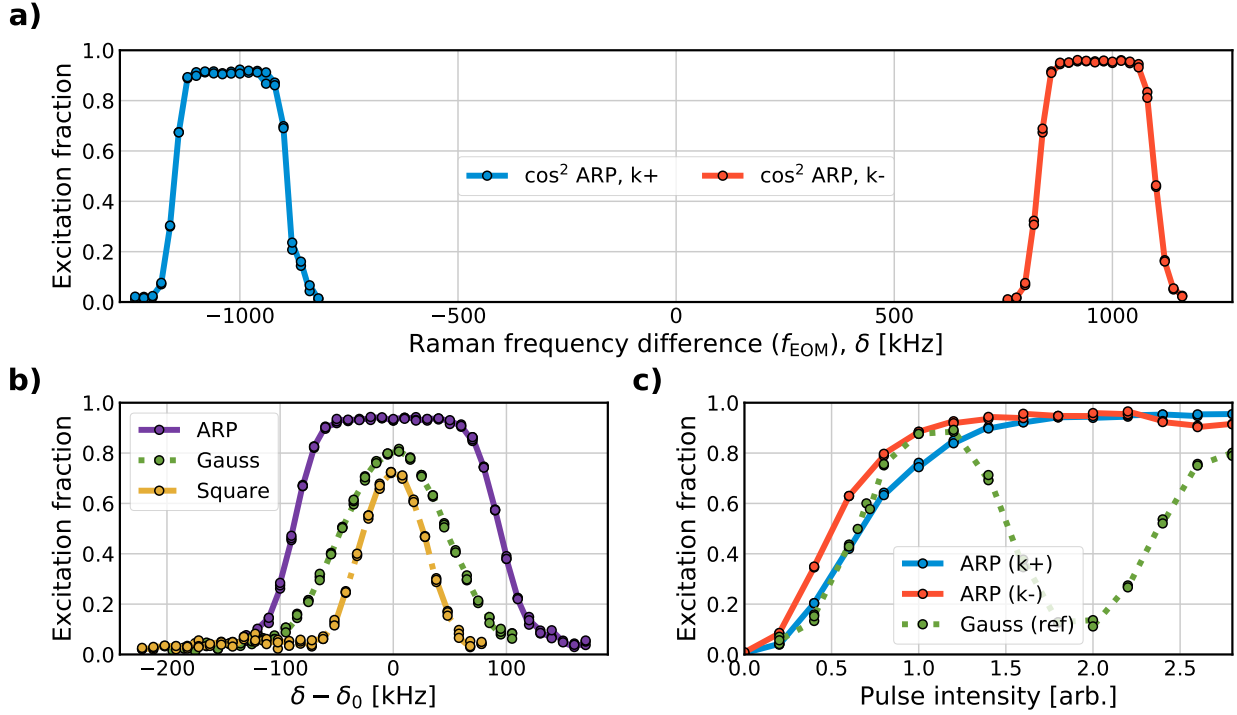 a)
1.0
0.8
0.6
0.4
0.2
0.0
Excitation fraction
cos² ARP, k+
cos² ARP, k-
−1000 −500 0 500 1000
Raman frequency difference (f_EOM), δ [kHz]
b)
1.0
0.8
0.6
0.4
0.2
0.0
Excitation fraction
ARP
Gauss
Square
−200 −100 0 100
δ − δ₀ [kHz]
c)
1.0
0.8
0.6
0.4
0.2
0.0
Excitation fraction
ARP (k+)
ARP (k-)
Gauss (ref)
0.0 0.5 1.0 1.5 2.0 2.5
Pulse intensity [arb.]